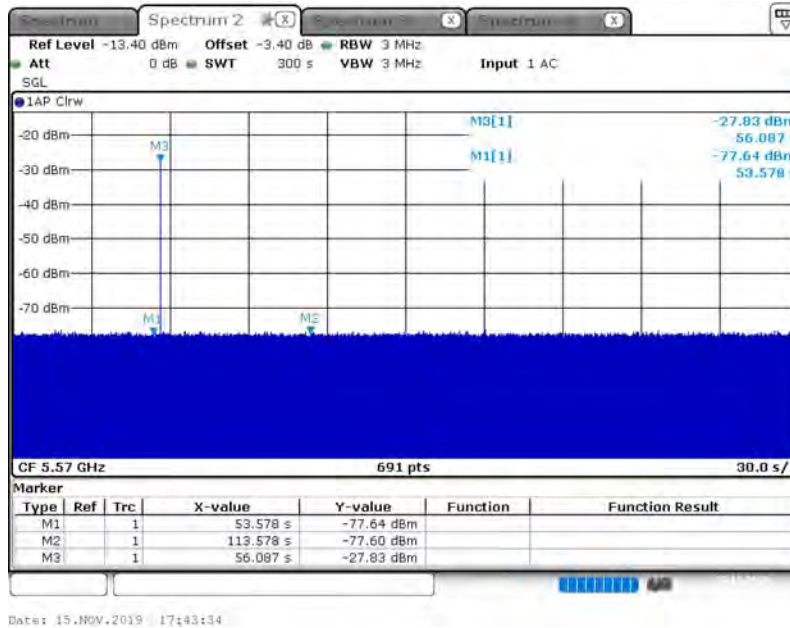 Spectrum 2
Ref Level -13.40 dBm Offset -3.40 dB RBW 3 MHz
Att 0 dB SWT 300 s VBW 3 MHz Input 1 AC
SGL
1AP Clrw
M3[1] -27.83 dBm
56.087 s
M1[1] -77.64 dBm
53.578 s
-20 dBm
M3
-30 dBm
-40 dBm
-50 dBm
-60 dBm
-70 dBm
M1 M2
CF 5.57 GHz 691 pts 30.0 s/
Marker
Type Ref Trc X-value Y-value Function Function Result
M1 1 53.578 s -77.64 dBm
M2 1 113.578 s -77.60 dBm
M3 1 56.087 s -27.83 dBm
Date: 15.NOV.2019 17:43:34